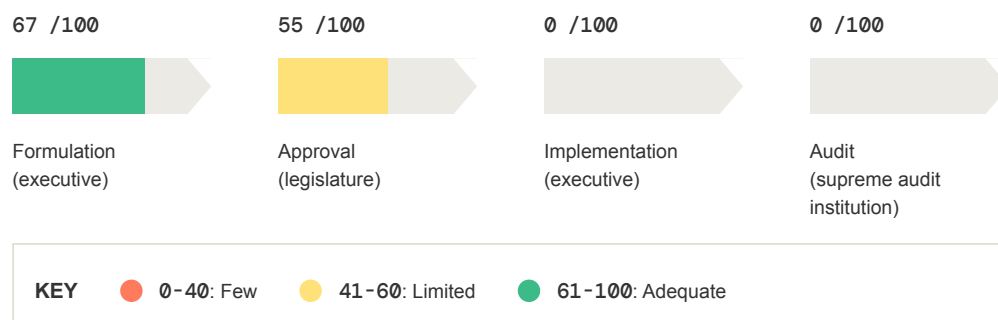 67 /100
55 /100
0 /100
0 /100
Formulation
(executive)
Approval
(legislature)
Implementation
(executive)
Audit
(supreme audit
institution)
KEY
0-40: Few
41-60: Limited
61-100: Adequate